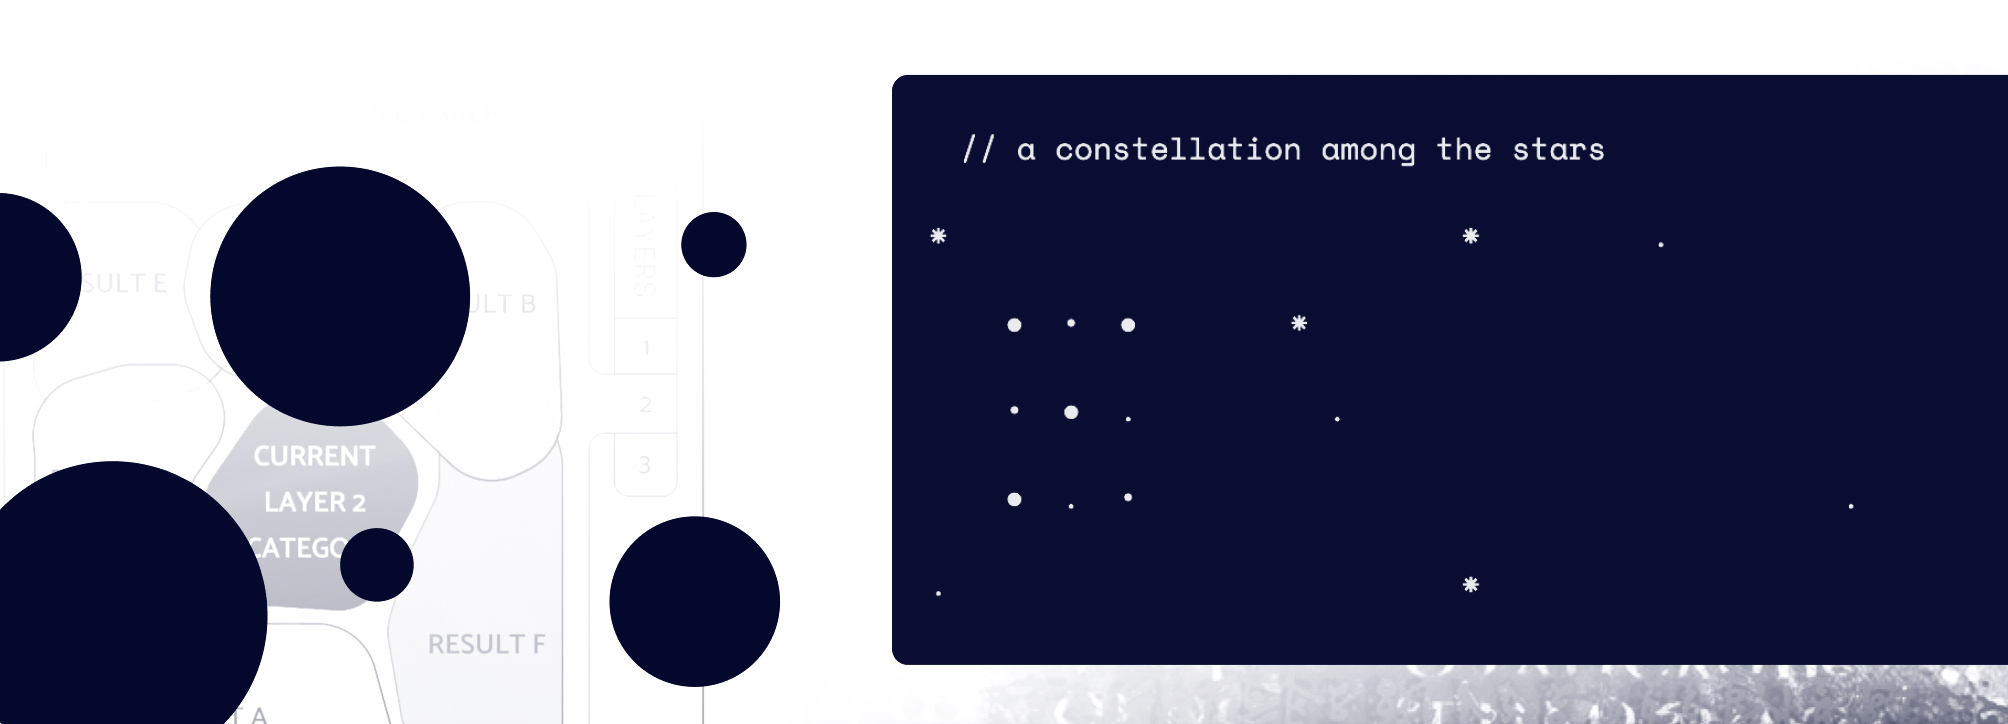 // a constellation among the stars
LAYERS
SULT E
ULT B
1
2
3
CURRENT
LAYER 2
CATEGO
RESULT F
T A